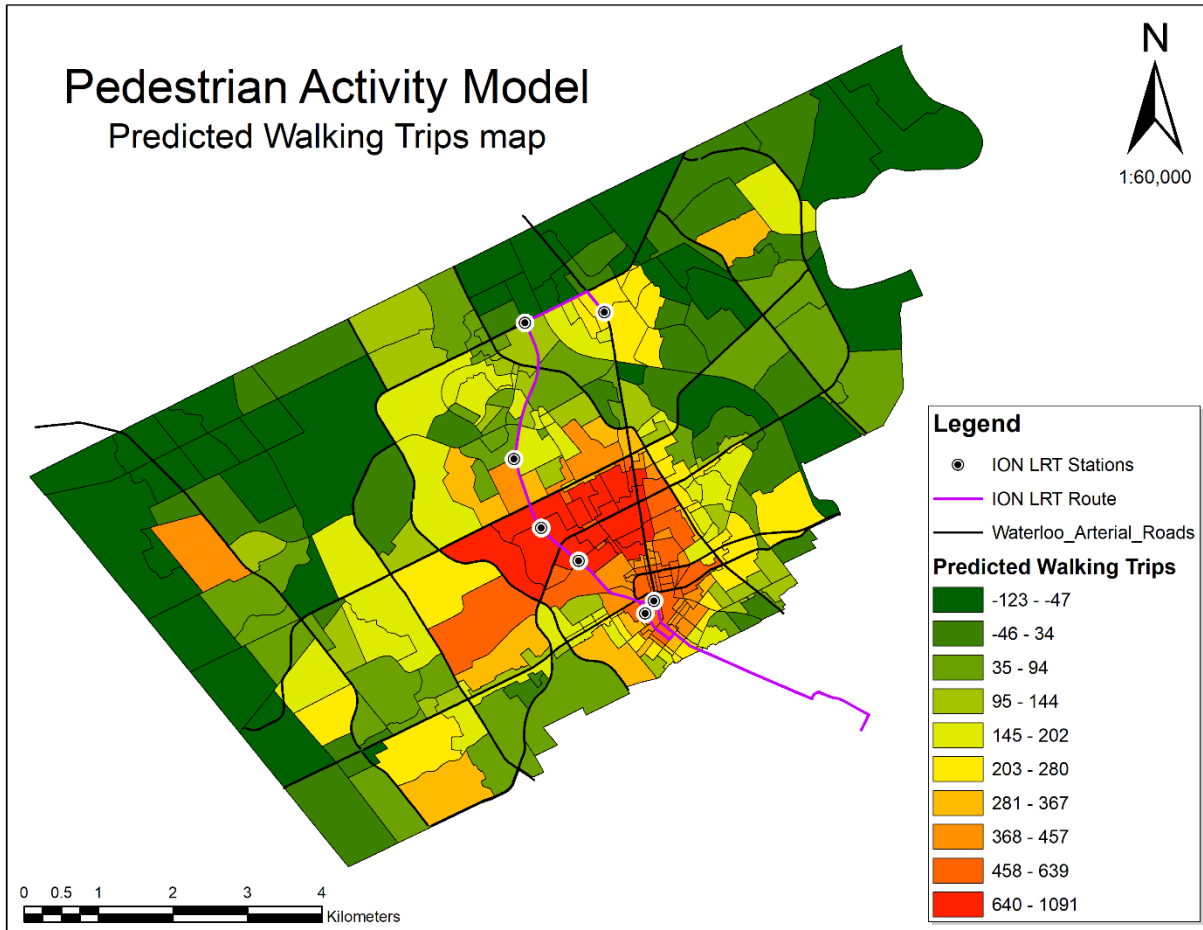 Pedestrian Activity Model
Predicted Walking Trips map
N
1:60,000
Legend
ION LRT Stations
ION LRT Route
Waterloo_Arterial_Roads
Predicted Walking Trips
-123 - -47
-46 - 34
35 - 94
95 - 144
145 - 202
203 - 280
281 - 367
368 - 457
458 - 639
640 - 1091
0 0.5 1 2 3 4
Kilometers